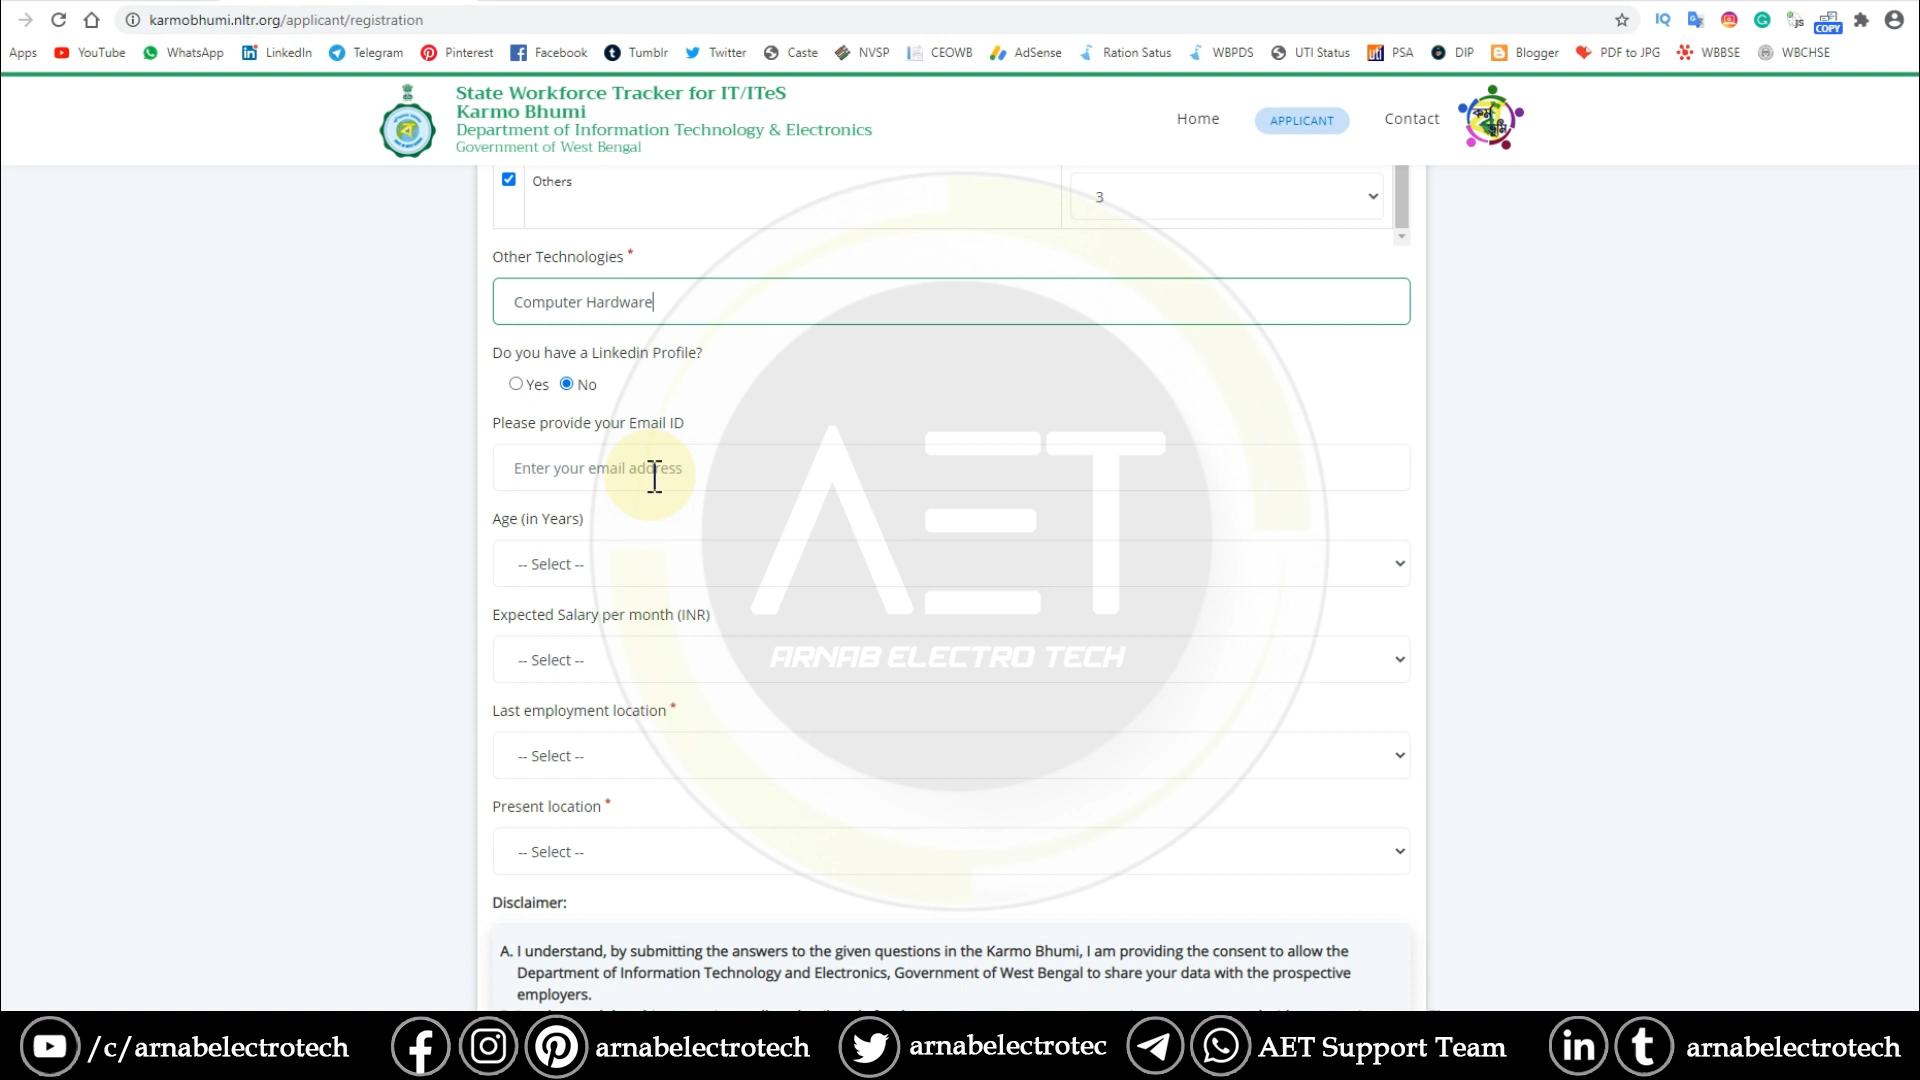 karmobhumi.nltr.org/applicant/registration
IQ
js
COPY
Apps YouTube WhatsApp LinkedIn Telegram Pinterest Facebook Tumblr Twitter Caste NVSP CEOWB AdSense Ration Satus WBPDS UTI Status PSA DIP Blogger PDF to JPG WBBSE WBCHSE
State Workforce Tracker for IT/ITeS
Karmo Bhumi
Department of Information Technology & Electronics
Government of West Bengal
Home APPLICANT Contact
কর্ম
ভূমি
Others 3
Other Technologies *
Computer Hardware
Do you have a Linkedin Profile?
Yes No
Please provide your Email ID
Enter your email address
Age (in Years)
-- Select --
Expected Salary per month (INR)
-- Select --
Last employment location *
-- Select --
Present location *
-- Select --
AET
ARNAB ELECTRO TECH
Disclaimer:
A. I understand, by submitting the answers to the given questions in the Karmo Bhumi, I am providing the consent to allow the
Department of Information Technology and Electronics, Government of West Bengal to share your data with the prospective
employers.
/c/arnabelectrotech arnabelectrotech arnabelectrotec AET Support Team arnabelectrotech